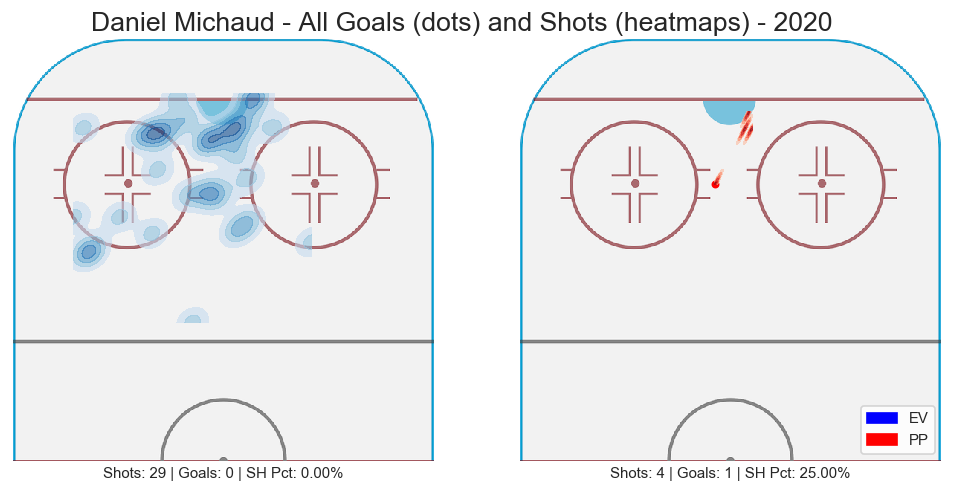 Daniel Michaud - All Goals (dots) and Shots (heatmaps) - 2020
EV
PP
Shots: 29 | Goals: 0 | SH Pct: 0.00%
Shots: 4 | Goals: 1 | SH Pct: 25.00%